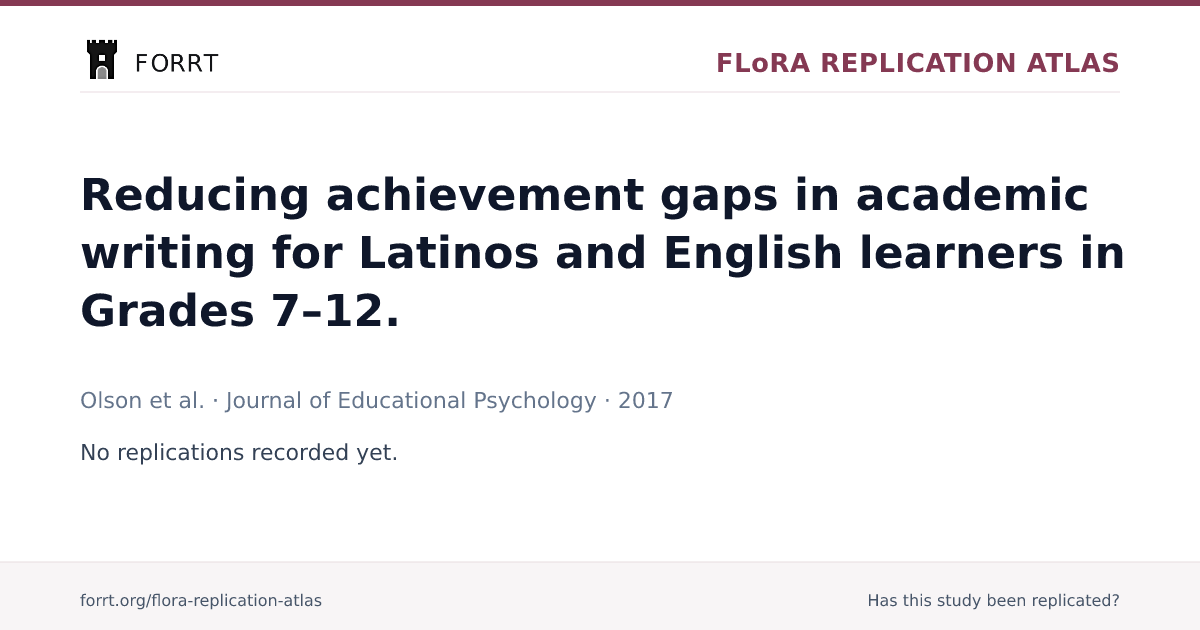 FORRT
FLoRA REPLICATION ATLAS
Reducing achievement gaps in academic
writing for Latinos and English learners in
Grades 7–12.
Olson et al. · Journal of Educational Psychology · 2017
No replications recorded yet.
forrt.org/flora-replication-atlas
Has this study been replicated?